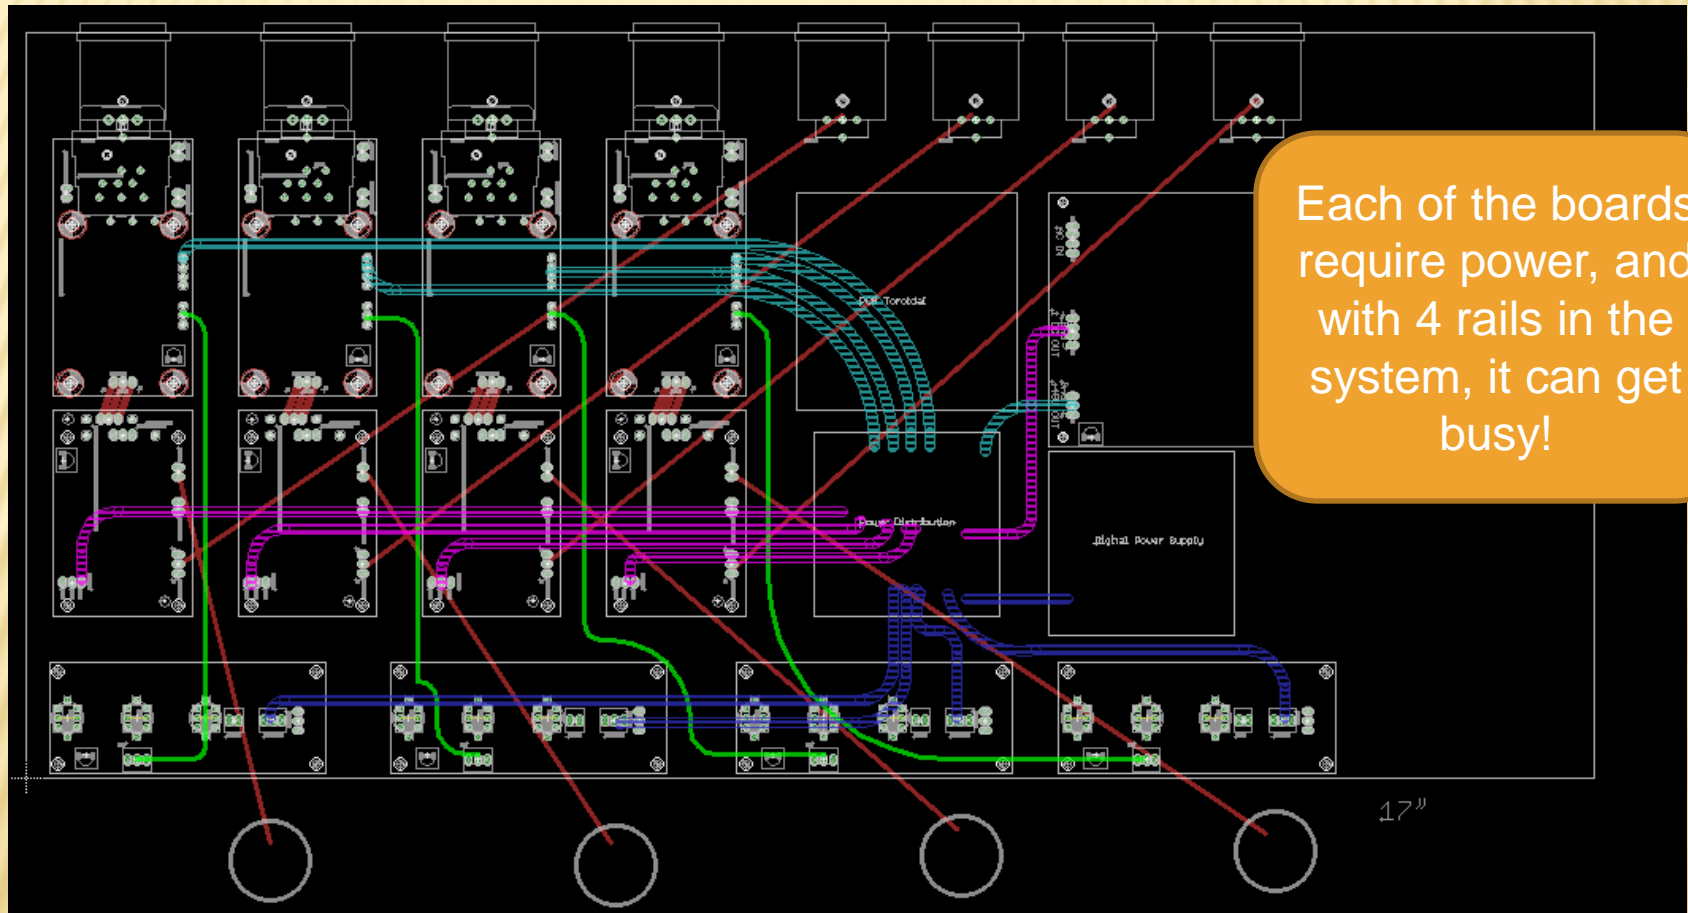 Each of the boards
require power, and
with 4 rails in the
system, it can get
busy!
Toroidal
Power Distribution
Digital Power Supply
17"